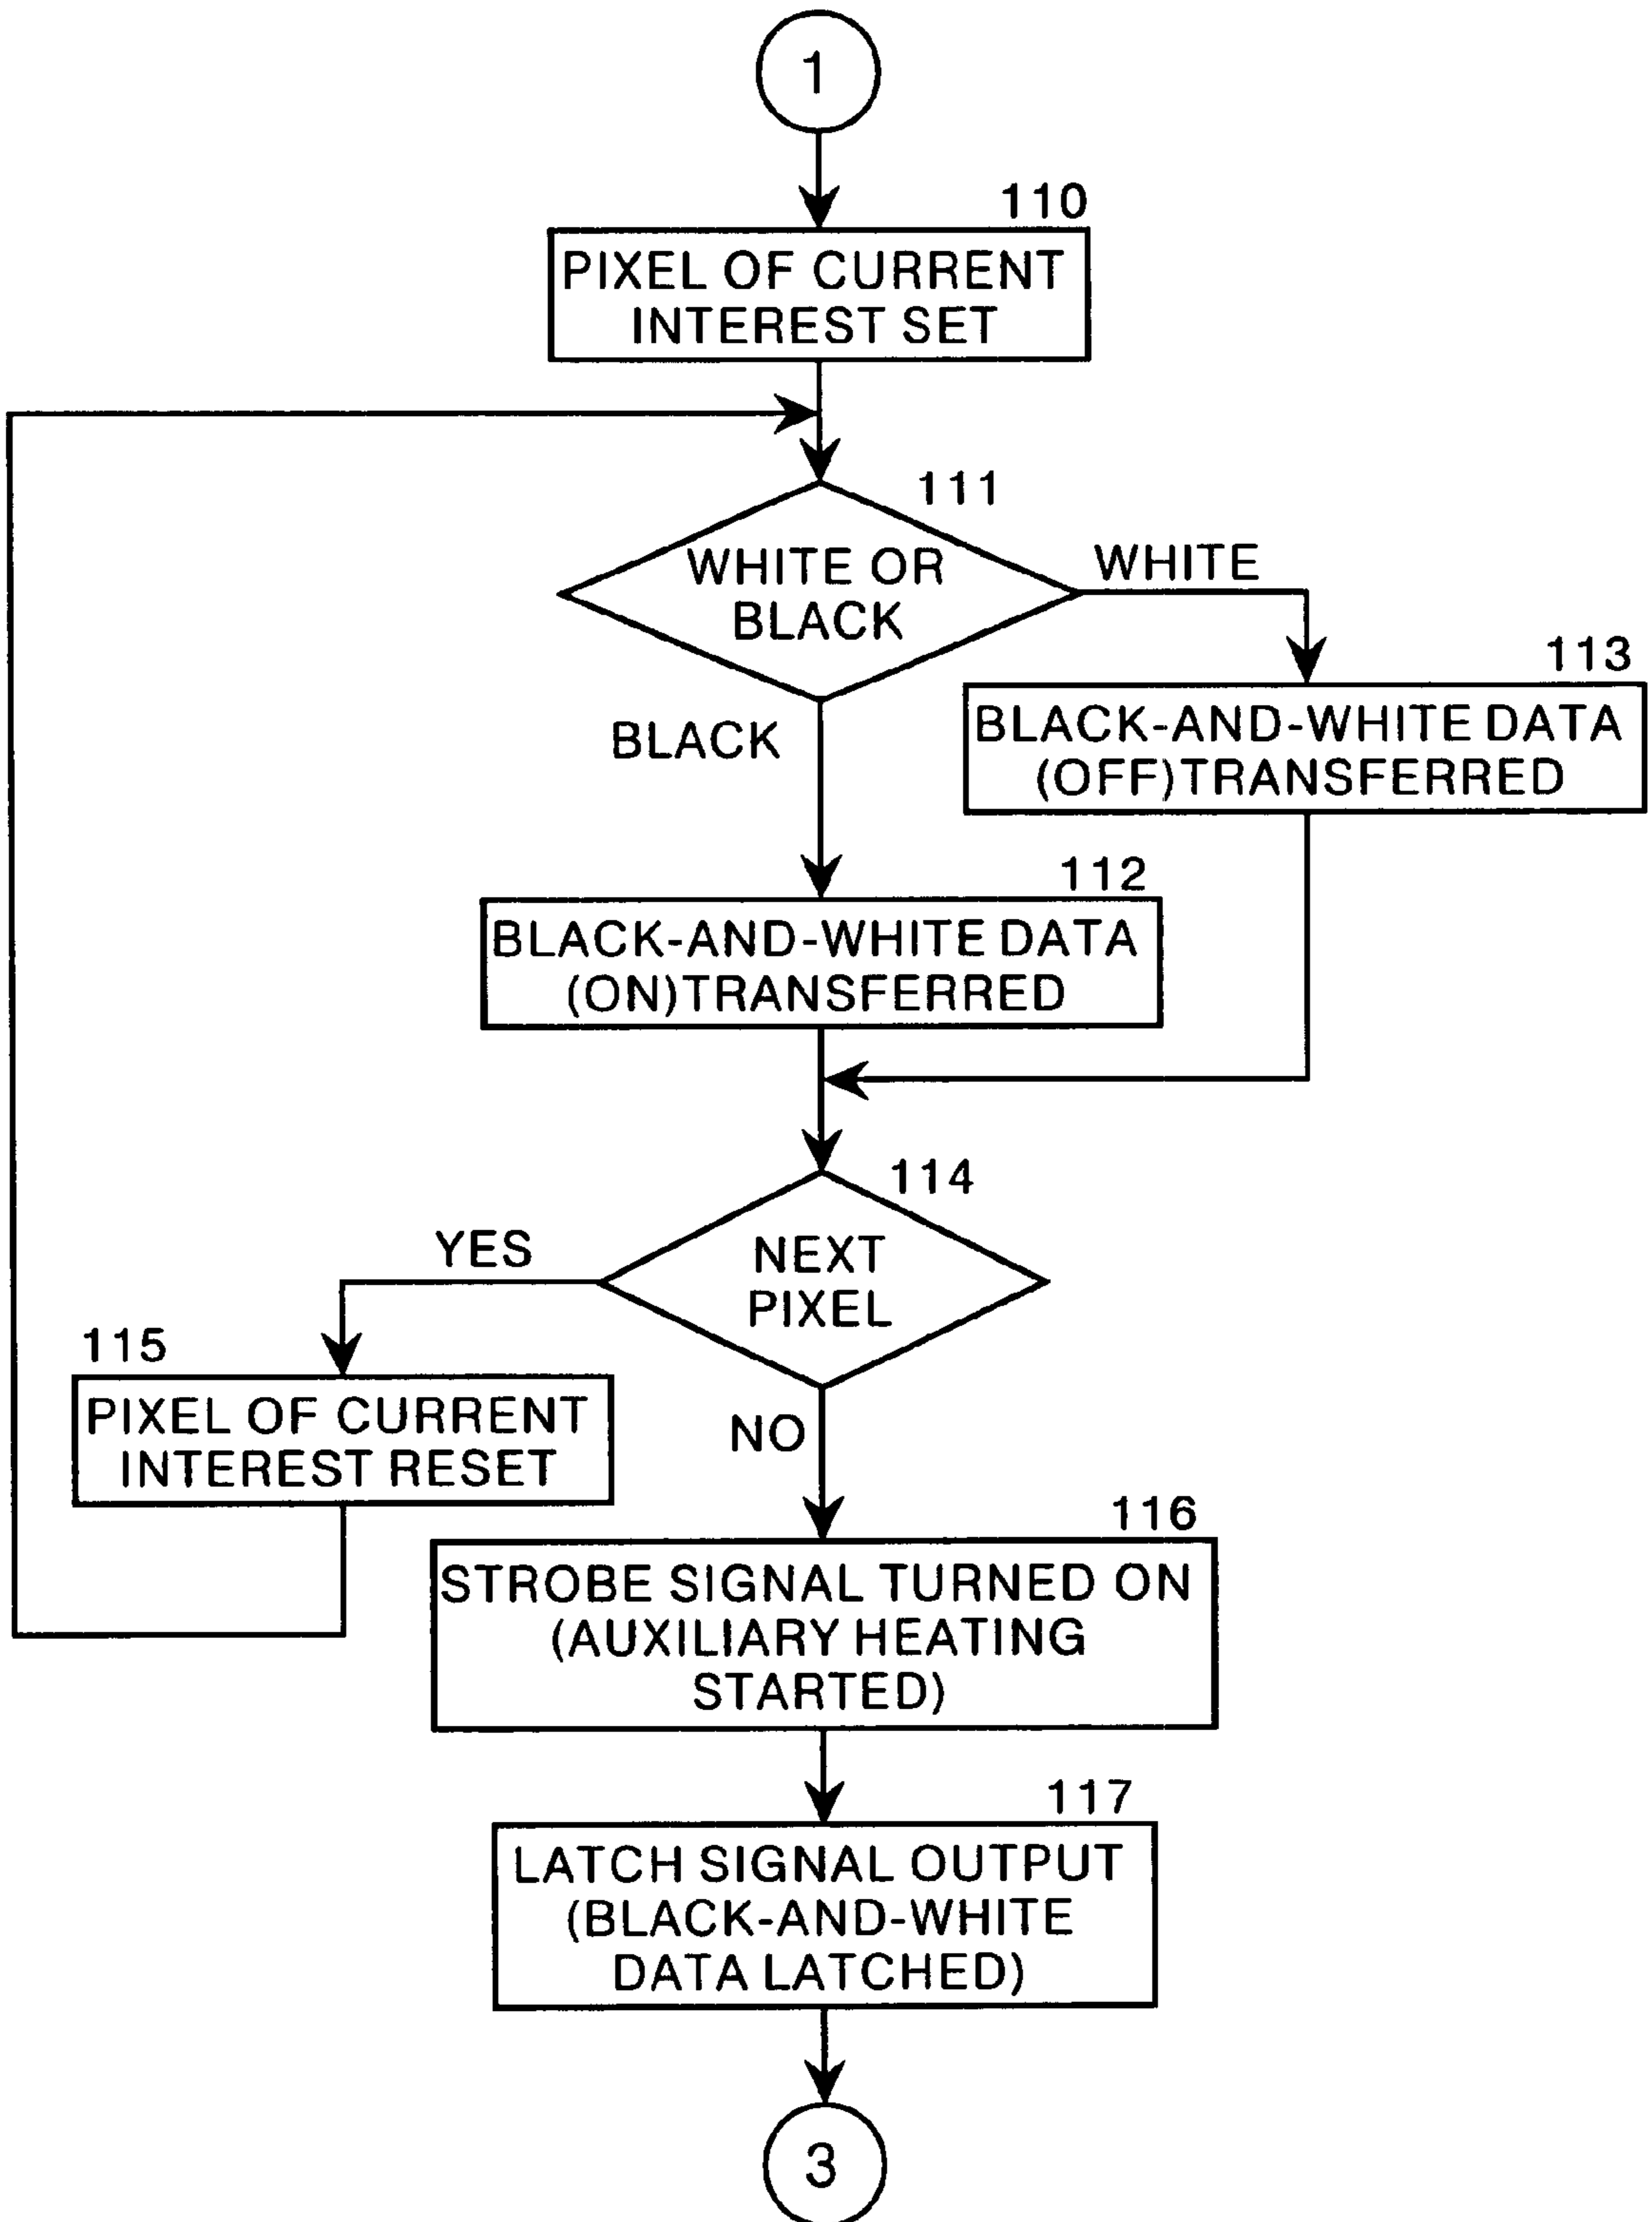 1
110
PIXEL OF CURRENT
INTEREST SET
111
WHITE OR
BLACK
WHITE
113
BLACK-AND-WHITE DATA
(OFF)TRANSFERRED
BLACK
112
BLACK-AND-WHITE DATA
(ON)TRANSFERRED
114
NEXT
PIXEL
YES
115
PIXEL OF CURRENT
INTEREST RESET
NO
116
STROBE SIGNAL TURNED ON
(AUXILIARY HEATING
STARTED)
117
LATCH SIGNAL OUTPUT
(BLACK-AND-WHITE
DATA LATCHED)
3